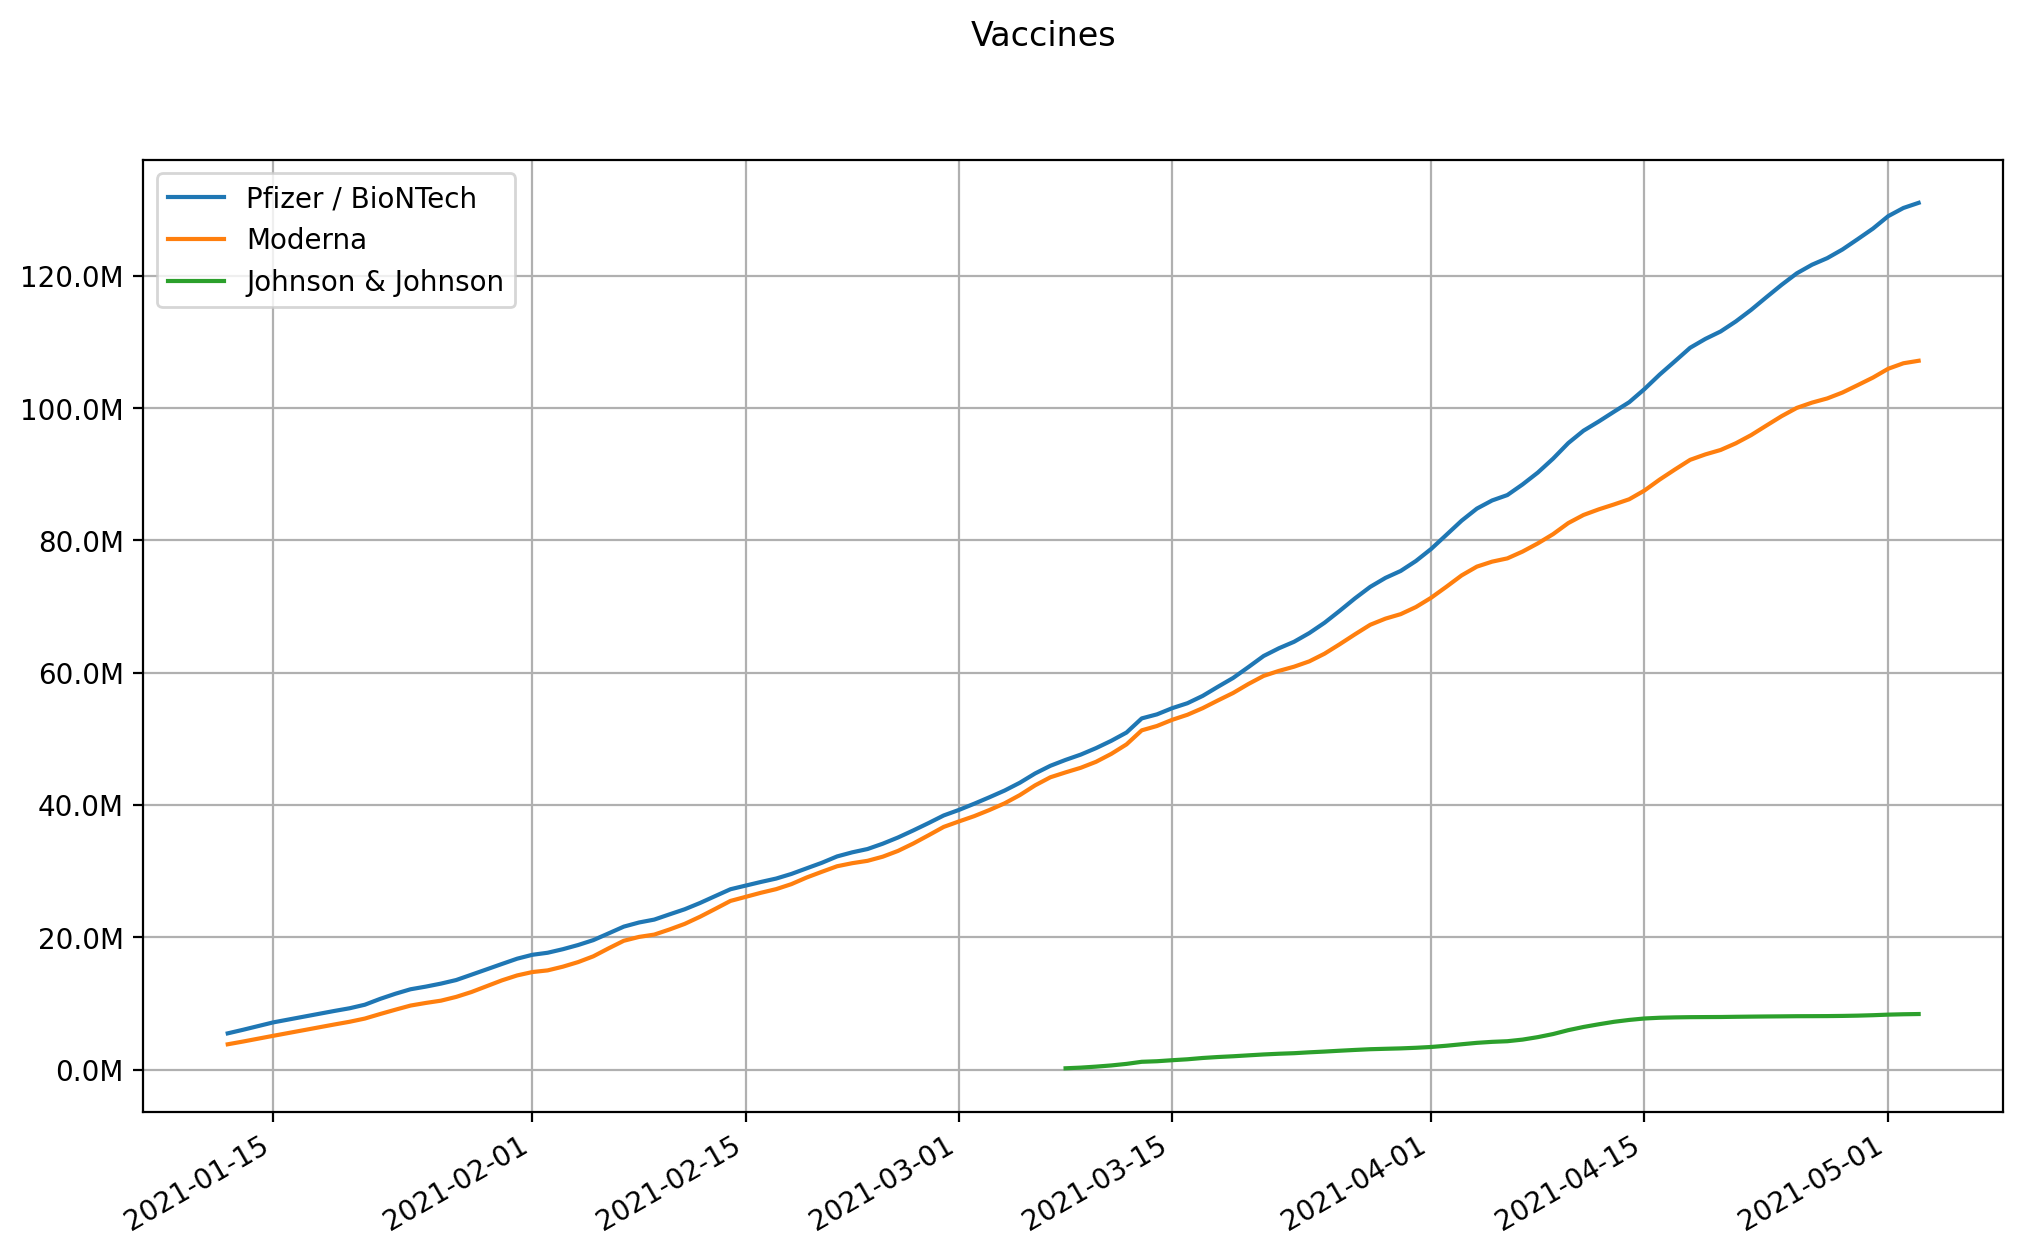 Vaccines
Pfizer / BioNTech
Moderna
Johnson & Johnson
120.0M
100.0M
80.0M
60.0M
40.0M
20.0M
0.0M
2021-01-15
2021-02-01
2021-02-15
2021-03-01
2021-03-15
2021-04-01
2021-04-15
2021-05-01